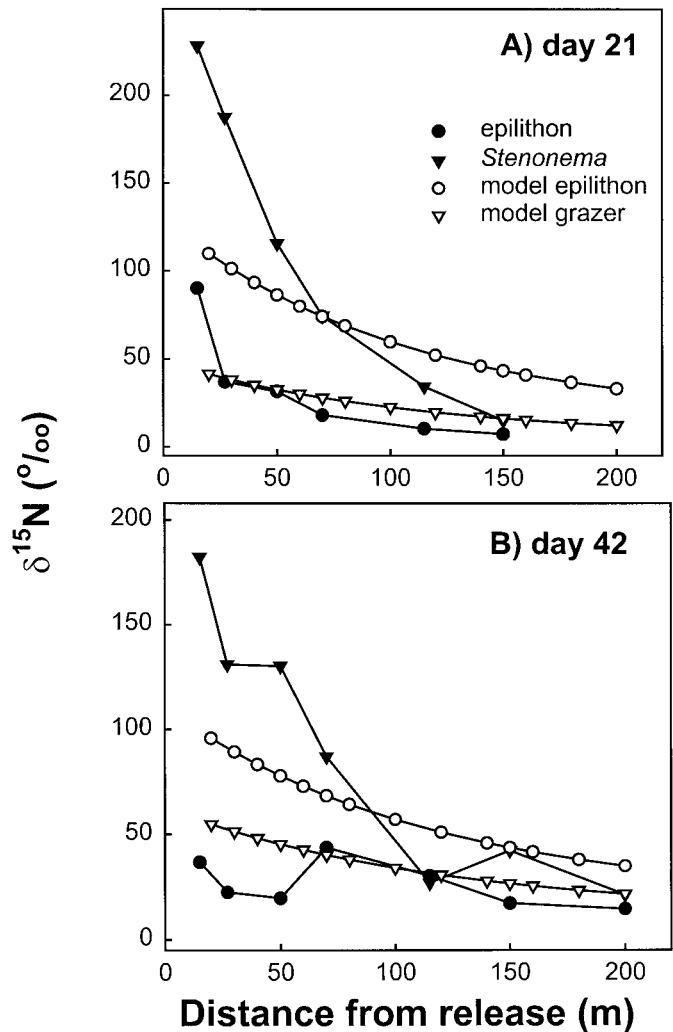 A) day 21
200
150
100
50
0
epilithon
Stenonema
model epilithon
model grazer
0 50 100 150 200
δ15N (o/oo)
B) day 42
200
150
100
50
0
0 50 100 150 200
Distance from release (m)